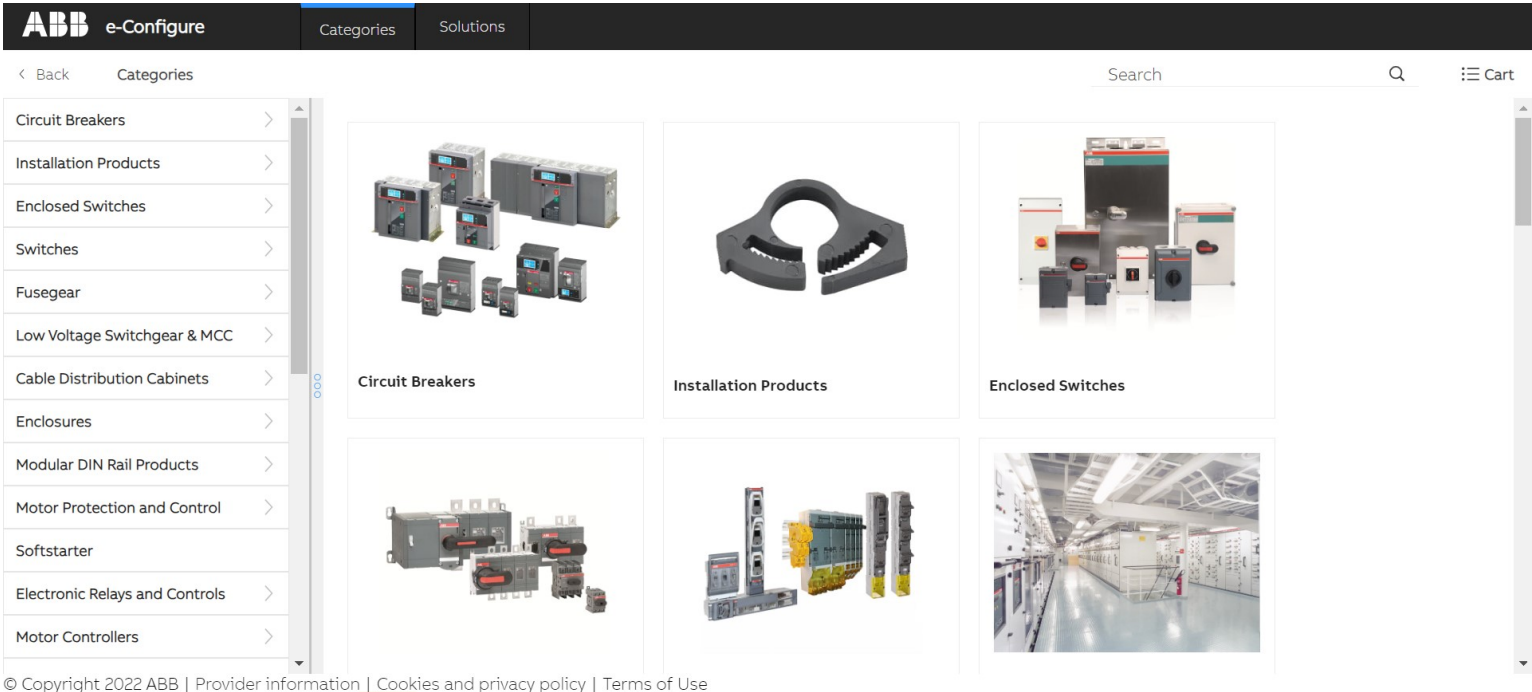 ABB e-Configure Categories Solutions
Back Categories Search Cart
Circuit Breakers
Installation Products
Enclosed Switches
Switches
Fusegear
Low Voltage Switchgear & MCC
Cable Distribution Cabinets
Enclosures
Modular DIN Rail Products
Motor Protection and Control
Softstarter
Electronic Relays and Controls
Motor Controllers
Circuit Breakers
Installation Products
Enclosed Switches
© Copyright 2022 ABB | Provider information | Cookies and privacy policy | Terms of Use